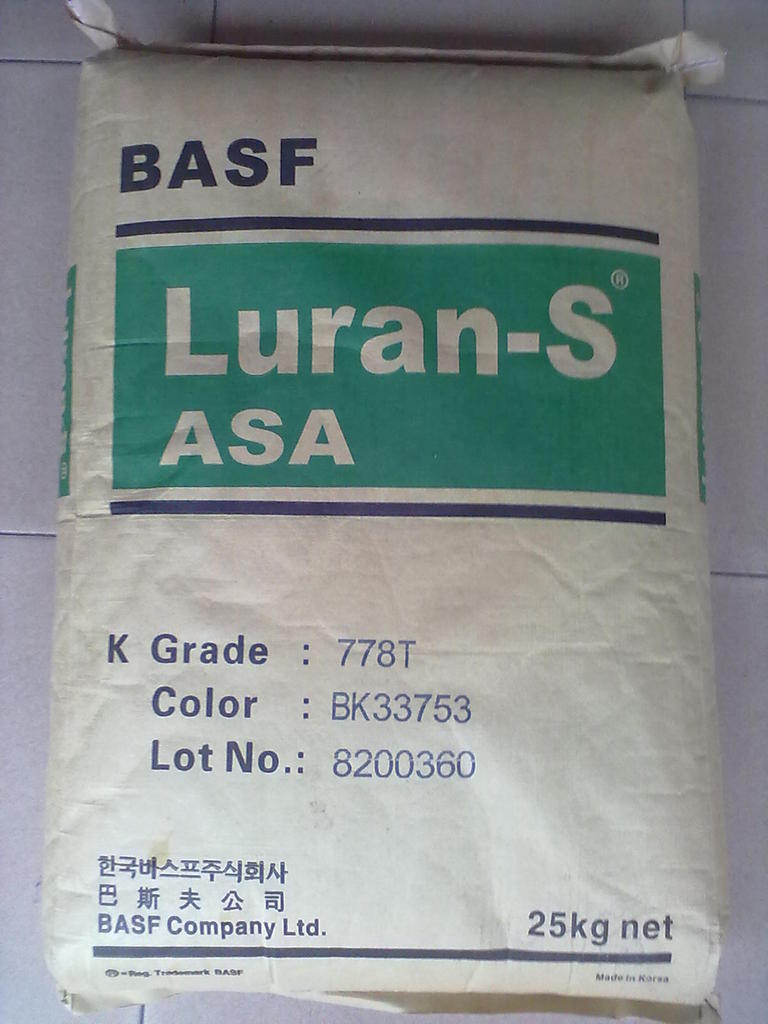 BASF
Luran-S®
ASA
K Grade : 778T
Color : BK33753
Lot No.: 8200360
한국바스프주식회사
巴斯夫公司
BASF Company Ltd.
25kg net
®=Reg. Trademark BASF
Made in Korea